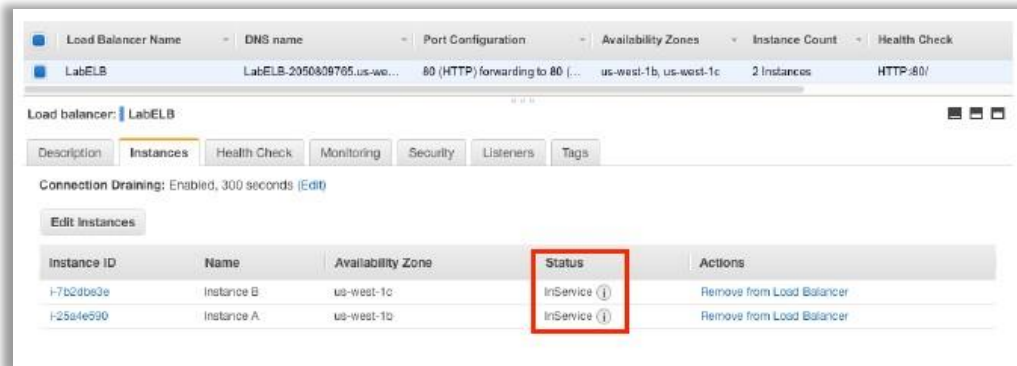 Load Balancer Name DNS name Port Configuration Availability Zones Instance Count Health Check
LabELB LabELB-2050809765.us-we... 80 (HTTP) forwarding to 80 (... us-west-1b, us-west-1c 2 Instances HTTP:80/
Load balancer: LabELB
Description Instances Health Check Monitoring Security Listeners Tags
Connection Draining: Enabled, 300 seconds (Edit)
Edit Instances
Instance ID Name Availability Zone Status Actions
i-7b2dbe3e Instance B us-west-1c InService i Remove from Load Balancer
i-25a4e590 Instance A us-west-1b InService i Remove from Load Balancer